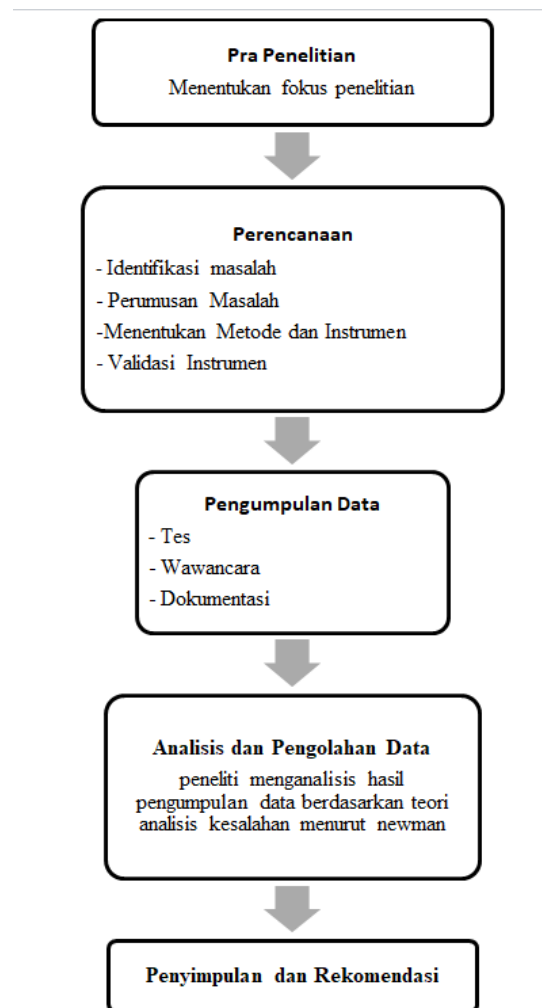 Pra Penelitian
Menentukan fokus penelitian
Perencanaan
- Identifikasi masalah
- Perumusan Masalah
-Menentukan Metode dan Instrumen
- Validasi Instrumen
Pengumpulan Data
- Tes
- Wawancara
- Dokumentasi
Analisis dan Pengolahan Data
peneliti menganalisis hasil
pengumpulan data berdasarkan teori
analisis kesalahan menurut newman
Penyimpulan dan Rekomendasi